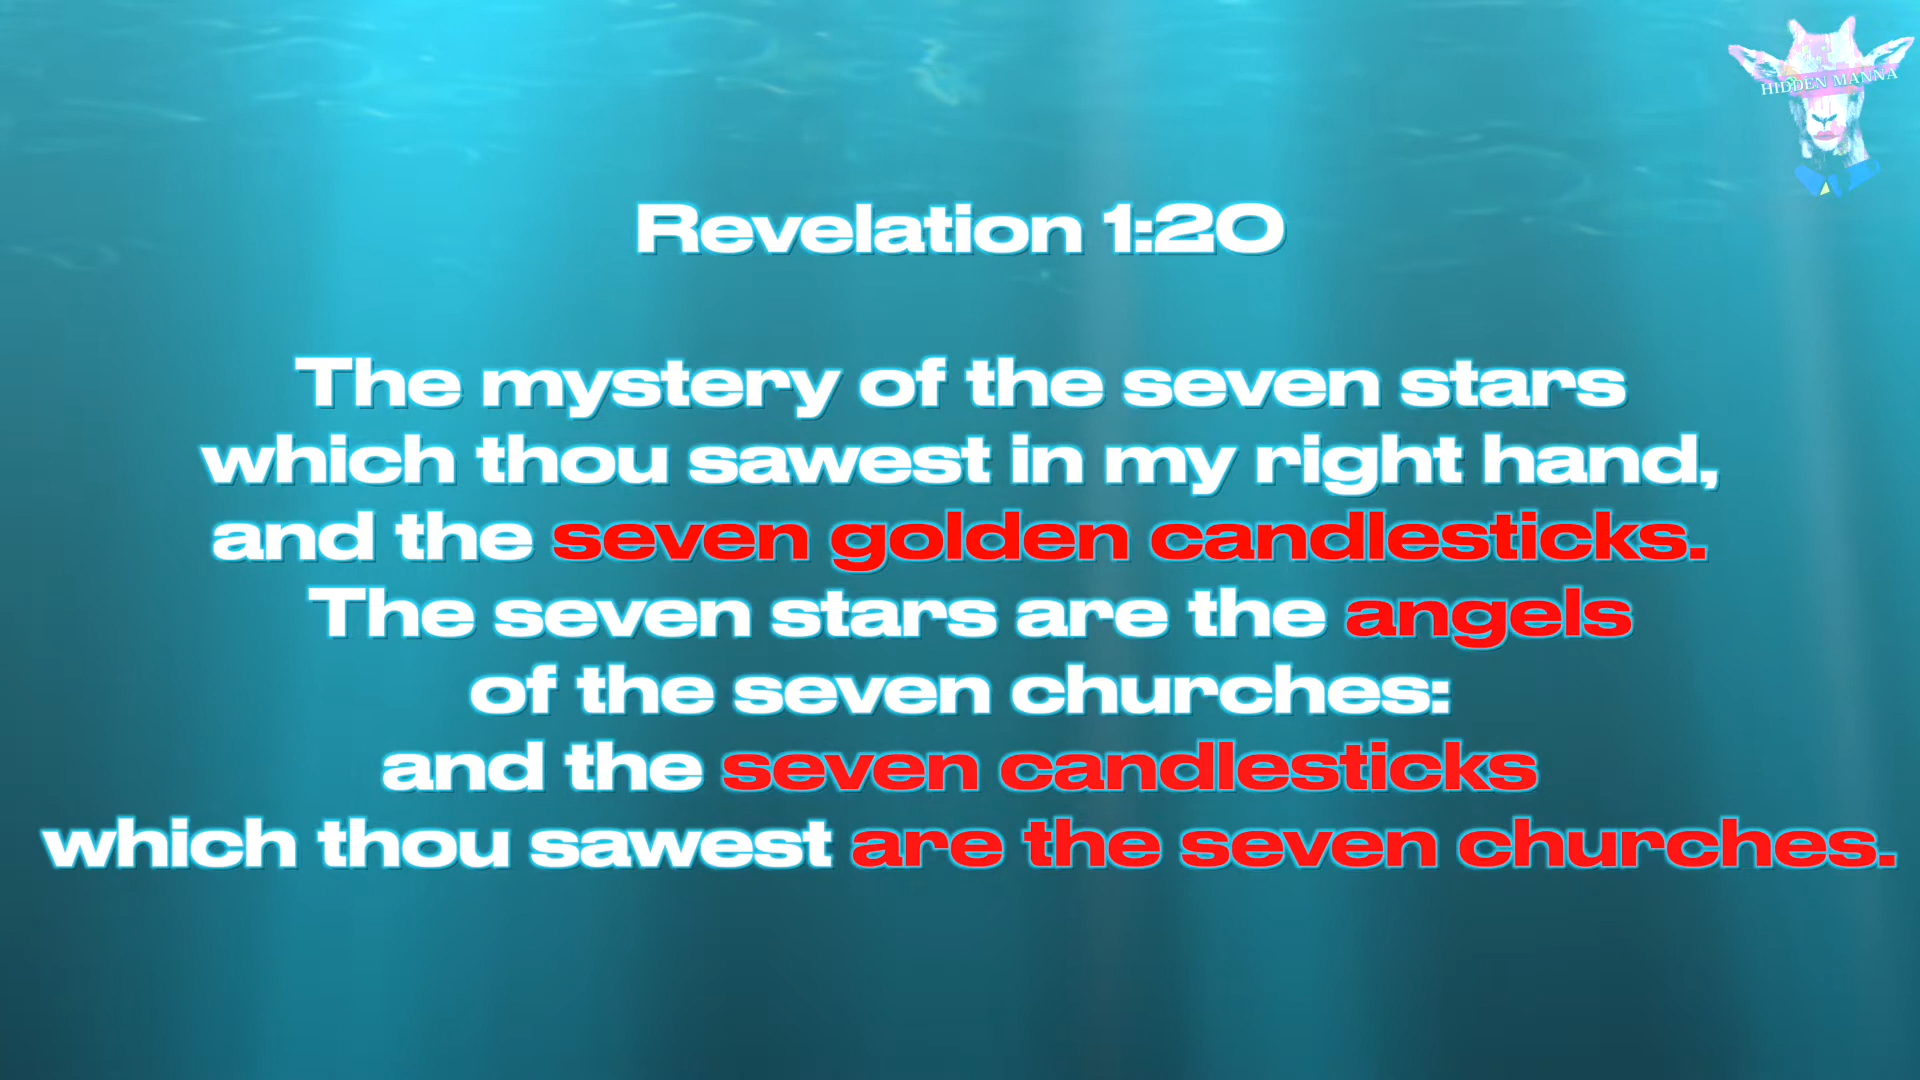 HIDDEN MANNA
Revelation 1:20
The mystery of the seven stars
which thou sawest in my right hand,
and the seven golden candlesticks.
The seven stars are the angels
of the seven churches:
and the seven candlesticks
which thou sawest are the seven churches.